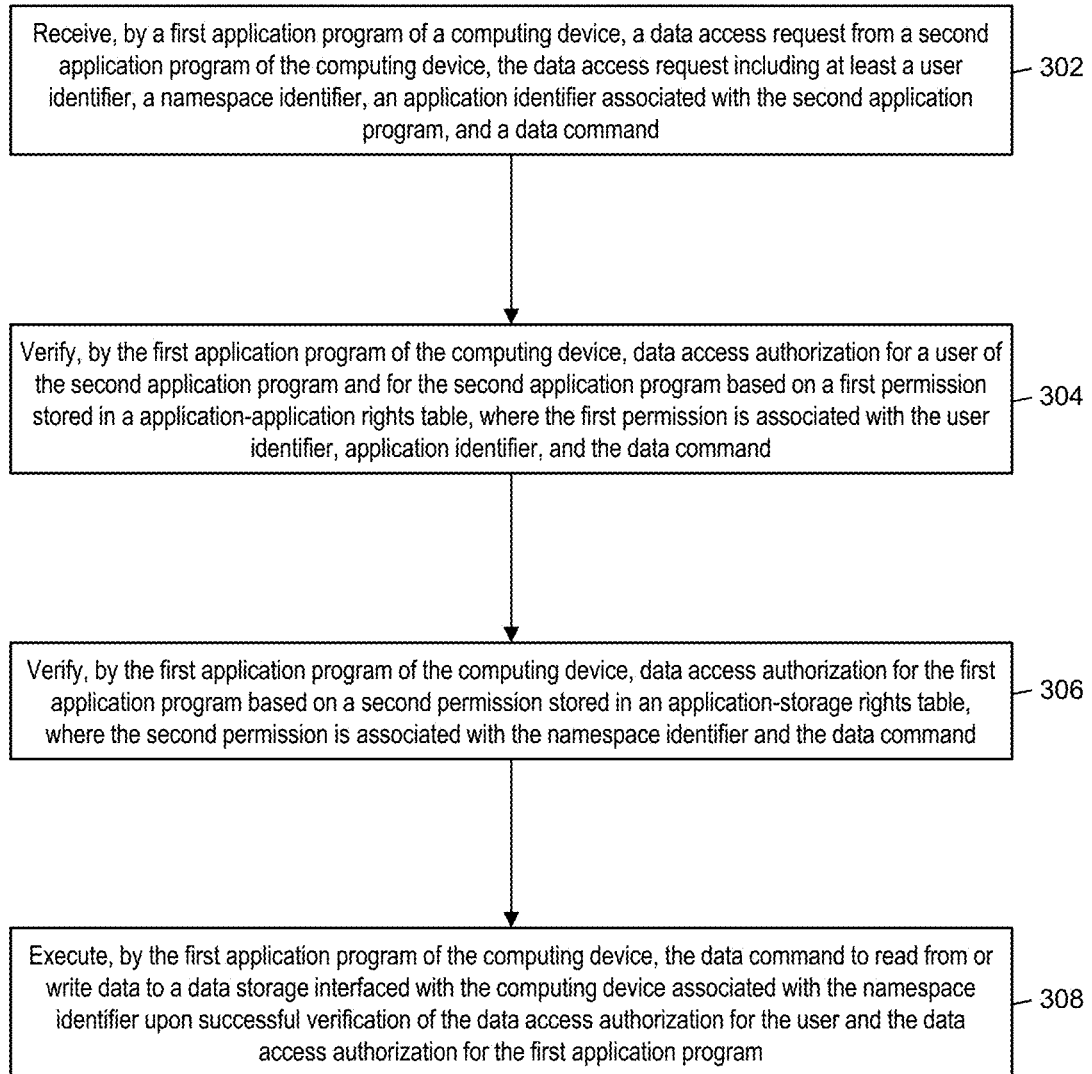 Receive, by a first application program of a computing device, a data access request from a second
application program of the computing device, the data access request including at least a user
identifier, a namespace identifier, an application identifier associated with the second application
program, and a data command
302
Verify, by the first application program of the computing device, data access authorization for a user of
the second application program and for the second application program based on a first permission
stored in a application-application rights table, where the first permission is associated with the user
identifier, application identifier, and the data command
304
Verify, by the first application program of the computing device, data access authorization for the first
application program based on a second permission stored in an application-storage rights table,
where the second permission is associated with the namespace identifier and the data command
306
Execute, by the first application program of the computing device, the data command to read from or
write data to a data storage interfaced with the computing device associated with the namespace
identifier upon successful verification of the data access authorization for the user and the data
access authorization for the first application program
308